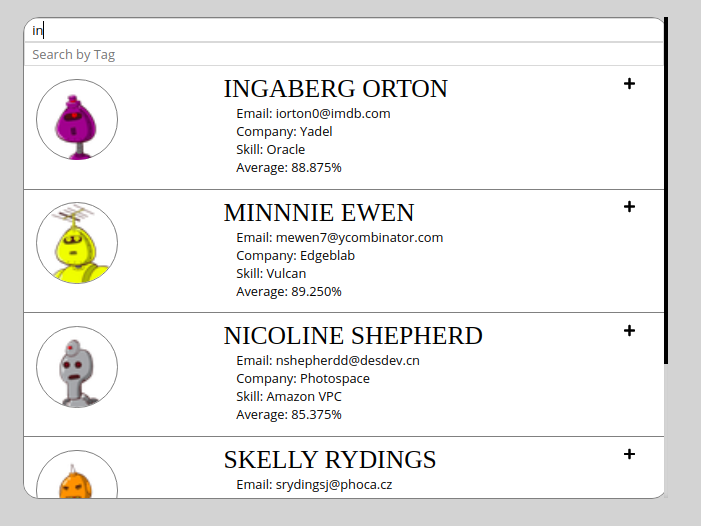 in
Search by Tag
INGABERG ORTON
Email: iorton0@imdb.com
Company: Yadel
Skill: Oracle
Average: 88.875%
MINNNIE EWEN
Email: mewen7@ycombinator.com
Company: Edgeblab
Skill: Vulcan
Average: 89.250%
NICOLINE SHEPHERD
Email: nshepherdd@desdev.cn
Company: Photospace
Skill: Amazon VPC
Average: 85.375%
SKELLY RYDINGS
Email: srydingsj@phoca.cz